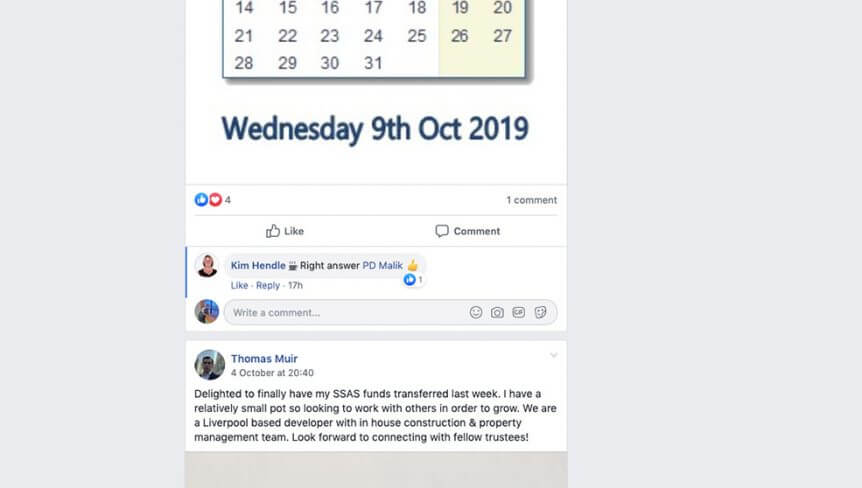 14 15 16 17 18 19 20
21 22 23 24 25 26 27
28 29 30 31
Wednesday 9th Oct 2019
4
1 comment
Like
Comment
Kim Hendle ☕ Right answer PD Malik 👍
1
Like · Reply · 17h
Write a comment...
GIF
Thomas Muir
4 October at 20:40
Delighted to finally have my SSAS funds transferred last week. I have a
relatively small pot so looking to work with others in order to grow. We are
a Liverpool based developer with in house construction & property
management team. Look forward to connecting with fellow trustees!